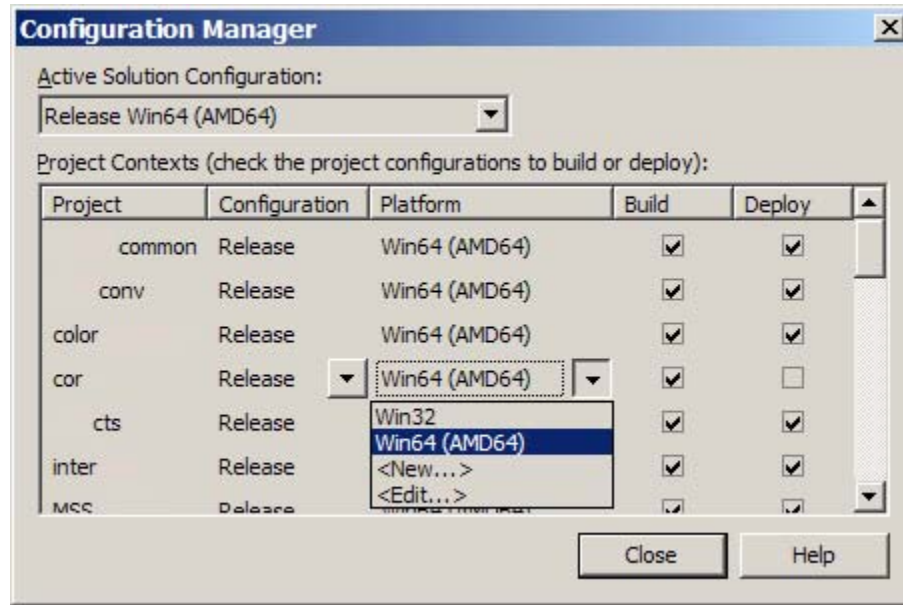 Configuration Manager
Active Solution Configuration:
Release Win64 (AMD64)
Project Contexts (check the project configurations to build or deploy):
Project Configuration Platform Build Deploy
common Release Win64 (AMD64)
conv Release Win64 (AMD64)
color Release Win64 (AMD64)
cor Release Win64 (AMD64)
cts Release Win32
Win64 (AMD64)
inter Release <New...>
<Edit...>
MSS Release
Close Help